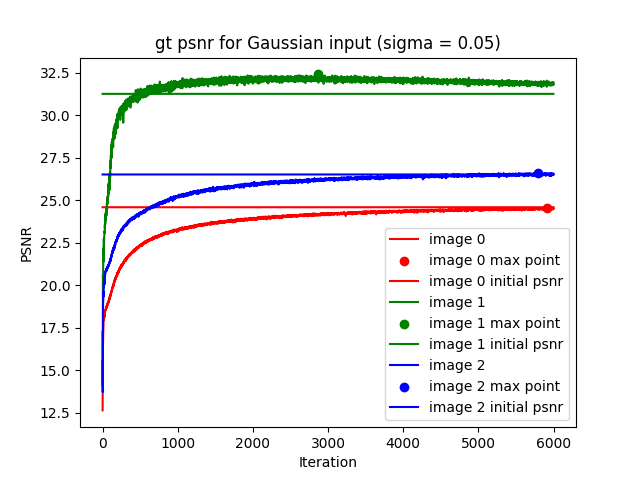 gt psnr for Gaussian input (sigma = 0.05)
32.5
30.0
27.5
25.0
22.5
20.0
17.5
15.0
12.5
PSNR
0
1000
2000
3000
4000
5000
6000
Iteration
image 0
image 0 max point
image 0 initial psnr
image 1
image 1 max point
image 1 initial psnr
image 2
image 2 max point
image 2 initial psnr